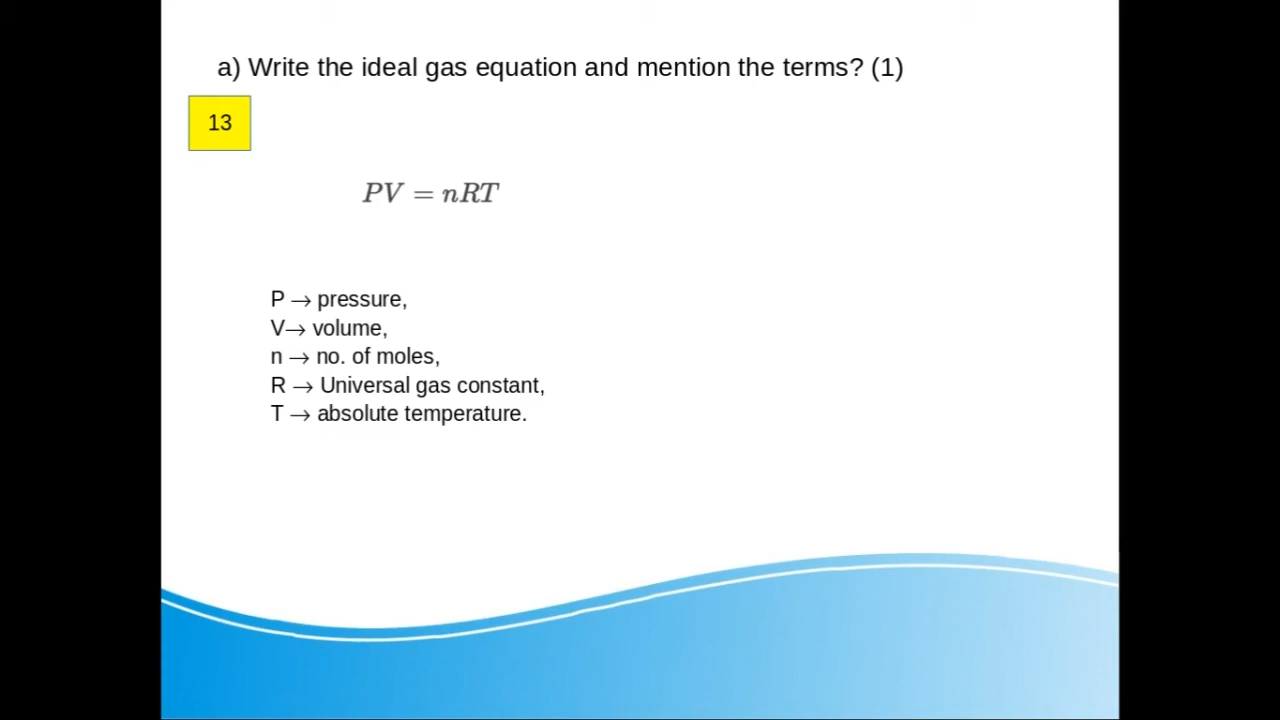 a) Write the ideal gas equation and mention the terms? (1)
13
PV = nRT
P → pressure,
V→ volume,
n → no. of moles,
R → Universal gas constant,
T → absolute temperature.